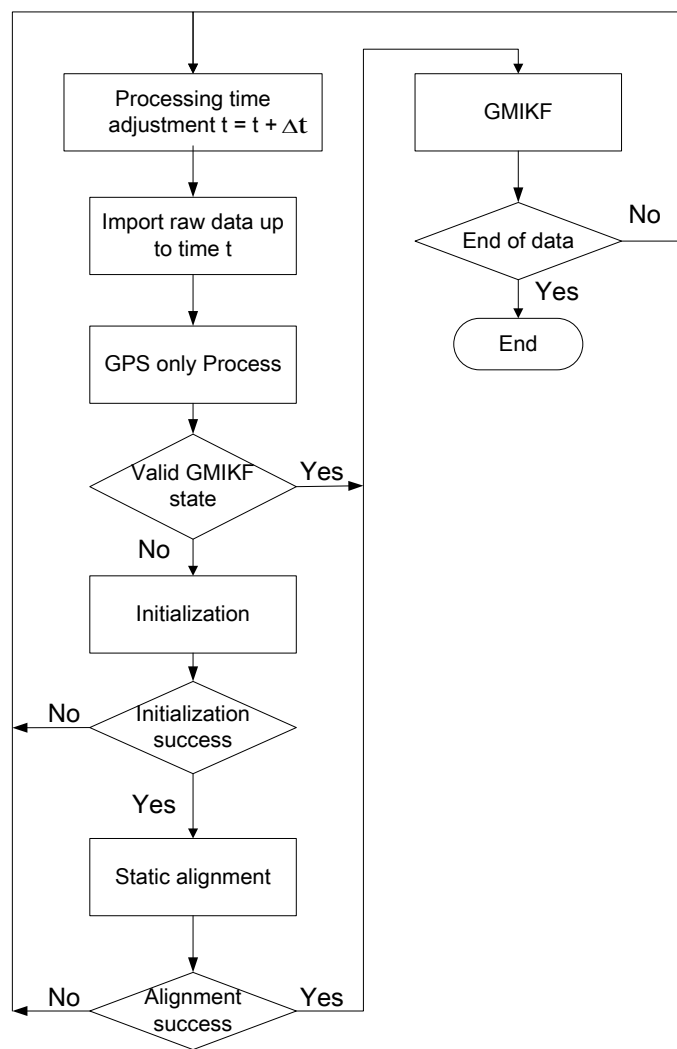 Processing time
adjustment t = t + Δt
Import raw data up
to time t
GPS only Process
Valid GMIKF
state
Yes
No
Initialization
Initialization
success
No
Yes
Static alignment
Alignment
success
No
Yes
GMIKF
End of data
No
Yes
End